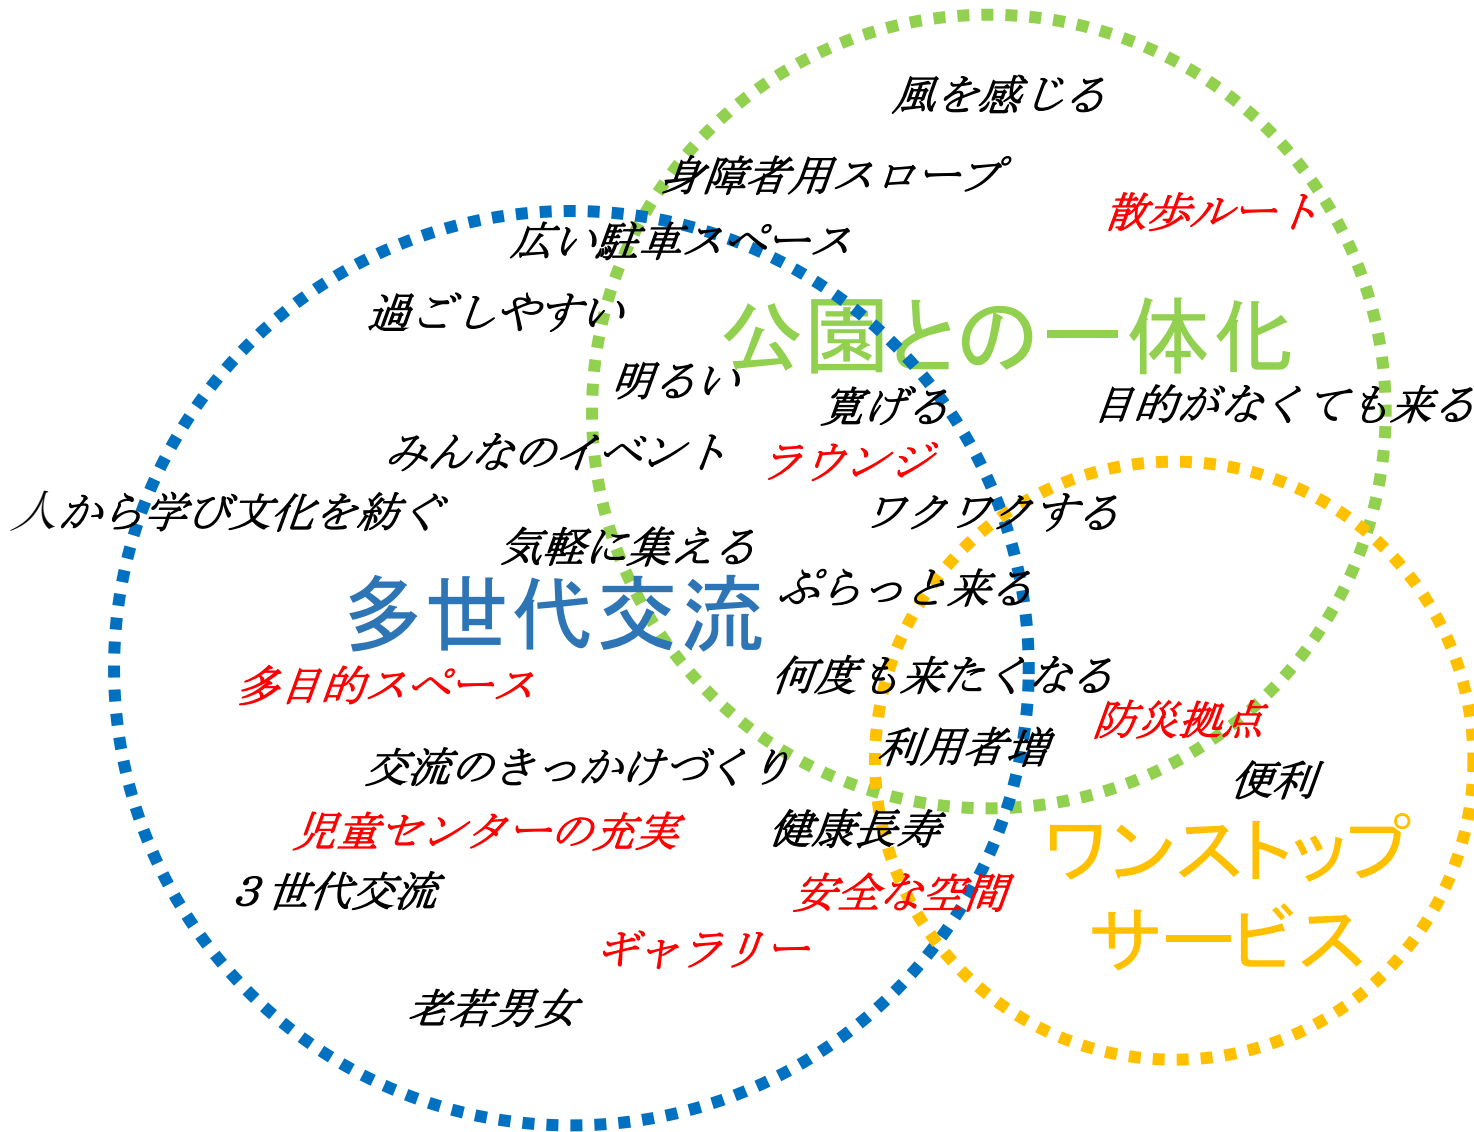 風を感じる
身障者用スロープ
散歩ルート
広い駐車スペース
過ごしやすい
公園との一体化
明るい
寛げる
目的がなくても来る
みんなのイベント
ラウンジ
人から学び文化を紡ぐ
ワクワクする
気軽に集える
ぷらっと来る
多世代交流
何度も来たくなる
多目的スペース
防災拠点
利用者増
交流のきっかけづくり
便利
児童センターの充実
健康長寿
ワンストップ
サービス
３世代交流
安全な空間
ギャラリー
老若男女